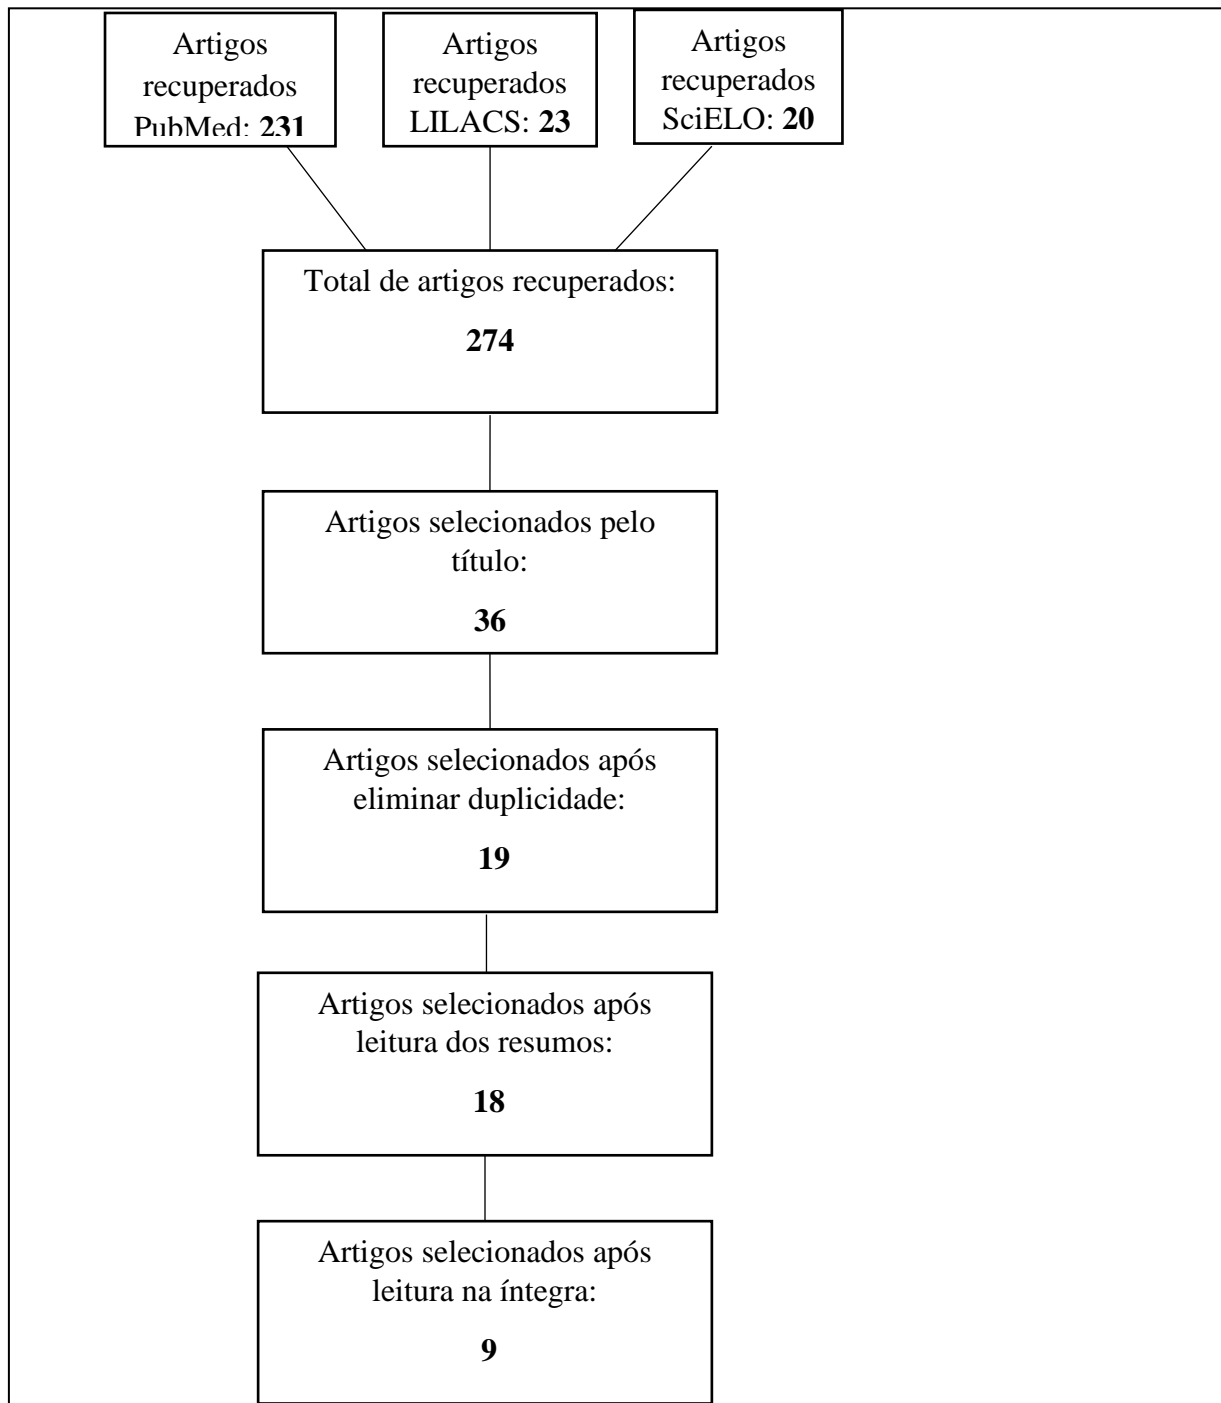 Artigos
recuperados
PubMed: 231
Artigos
recuperados
LILACS: 23
Artigos
recuperados
SciELO: 20
Total de artigos recuperados:
274
Artigos selecionados pelo
título:
36
Artigos selecionados após
eliminar duplicidade:
19
Artigos selecionados após
leitura dos resumos:
18
Artigos selecionados após
leitura na íntegra:
9